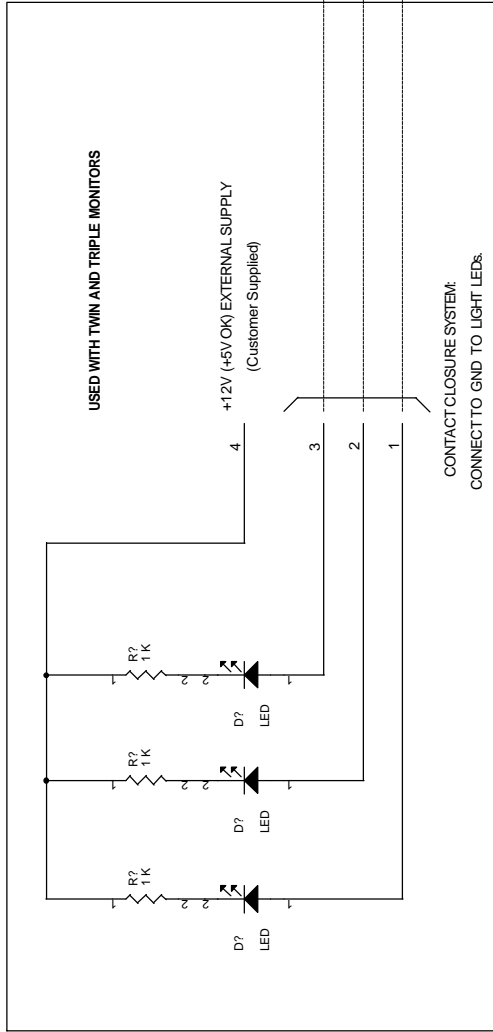 USED WITH TWIN AND TRIPLE MONITORS
1
1
1
R?
1 K
R?
1 K
R?
1 K
2
2
2
2
2
2
+12V (+5V OK) EXTERNAL SUPPLY
(Customer Supplied)
4
D?
LED
D?
LED
D?
LED
1
1
1
3
2
1
CONTACT CLOSURE SYSTEM:
CONNECT TO GND TO LIGHT LEDs.